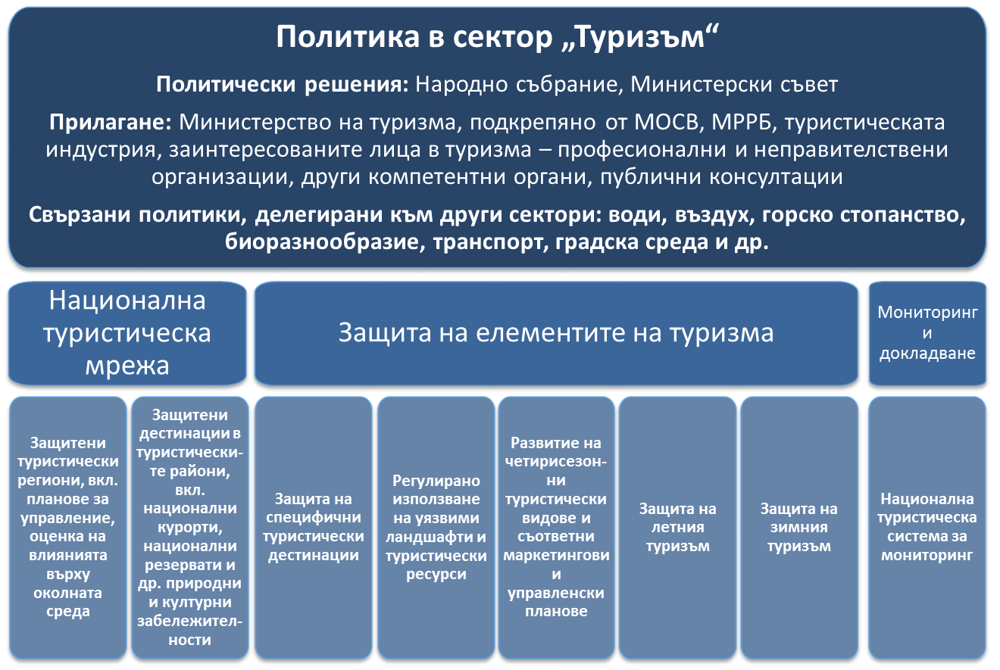 Политика в сектор „Туризъм“
Политически решения: Народно събрание, Министерски съвет
Прилагане: Министерство на туризма, подкрепяно от МОСВ, МРРБ, туристическата
индустрия, заинтересованите лица в туризма – професионални и неправителствени
организации, други компетентни органи, публични консултации
Свързани политики, делегирани към други сектори: води, въздух, горско стопанство,
биоразнообразие, транспорт, градска среда и др.
Национална
туристическа
мрежа
Защита на елементите на туризма
Мониторинг
и
докладване
Защитени
туристически
региони, вкл.
планове за
управление,
оценка на
влиянията
върху
околната
среда
Защитени
дестинации в
туристически-
те райони,
вкл.
национални
курорти,
национални
резервати и
др. природни
и културни
забележител-
ности
Защита на
специфични
туристически
дестинации
Регулирано
използване
на уязвими
ландшафти и
туристически
ресурси
Развитие на
четирисезон-
ни
туристически
видове и
съответни
маркетингови
и
управленски
планове
Защита на
летния
туризъм
Защита на
зимния
туризъм
Национална
туристическа
система за
мониторинг